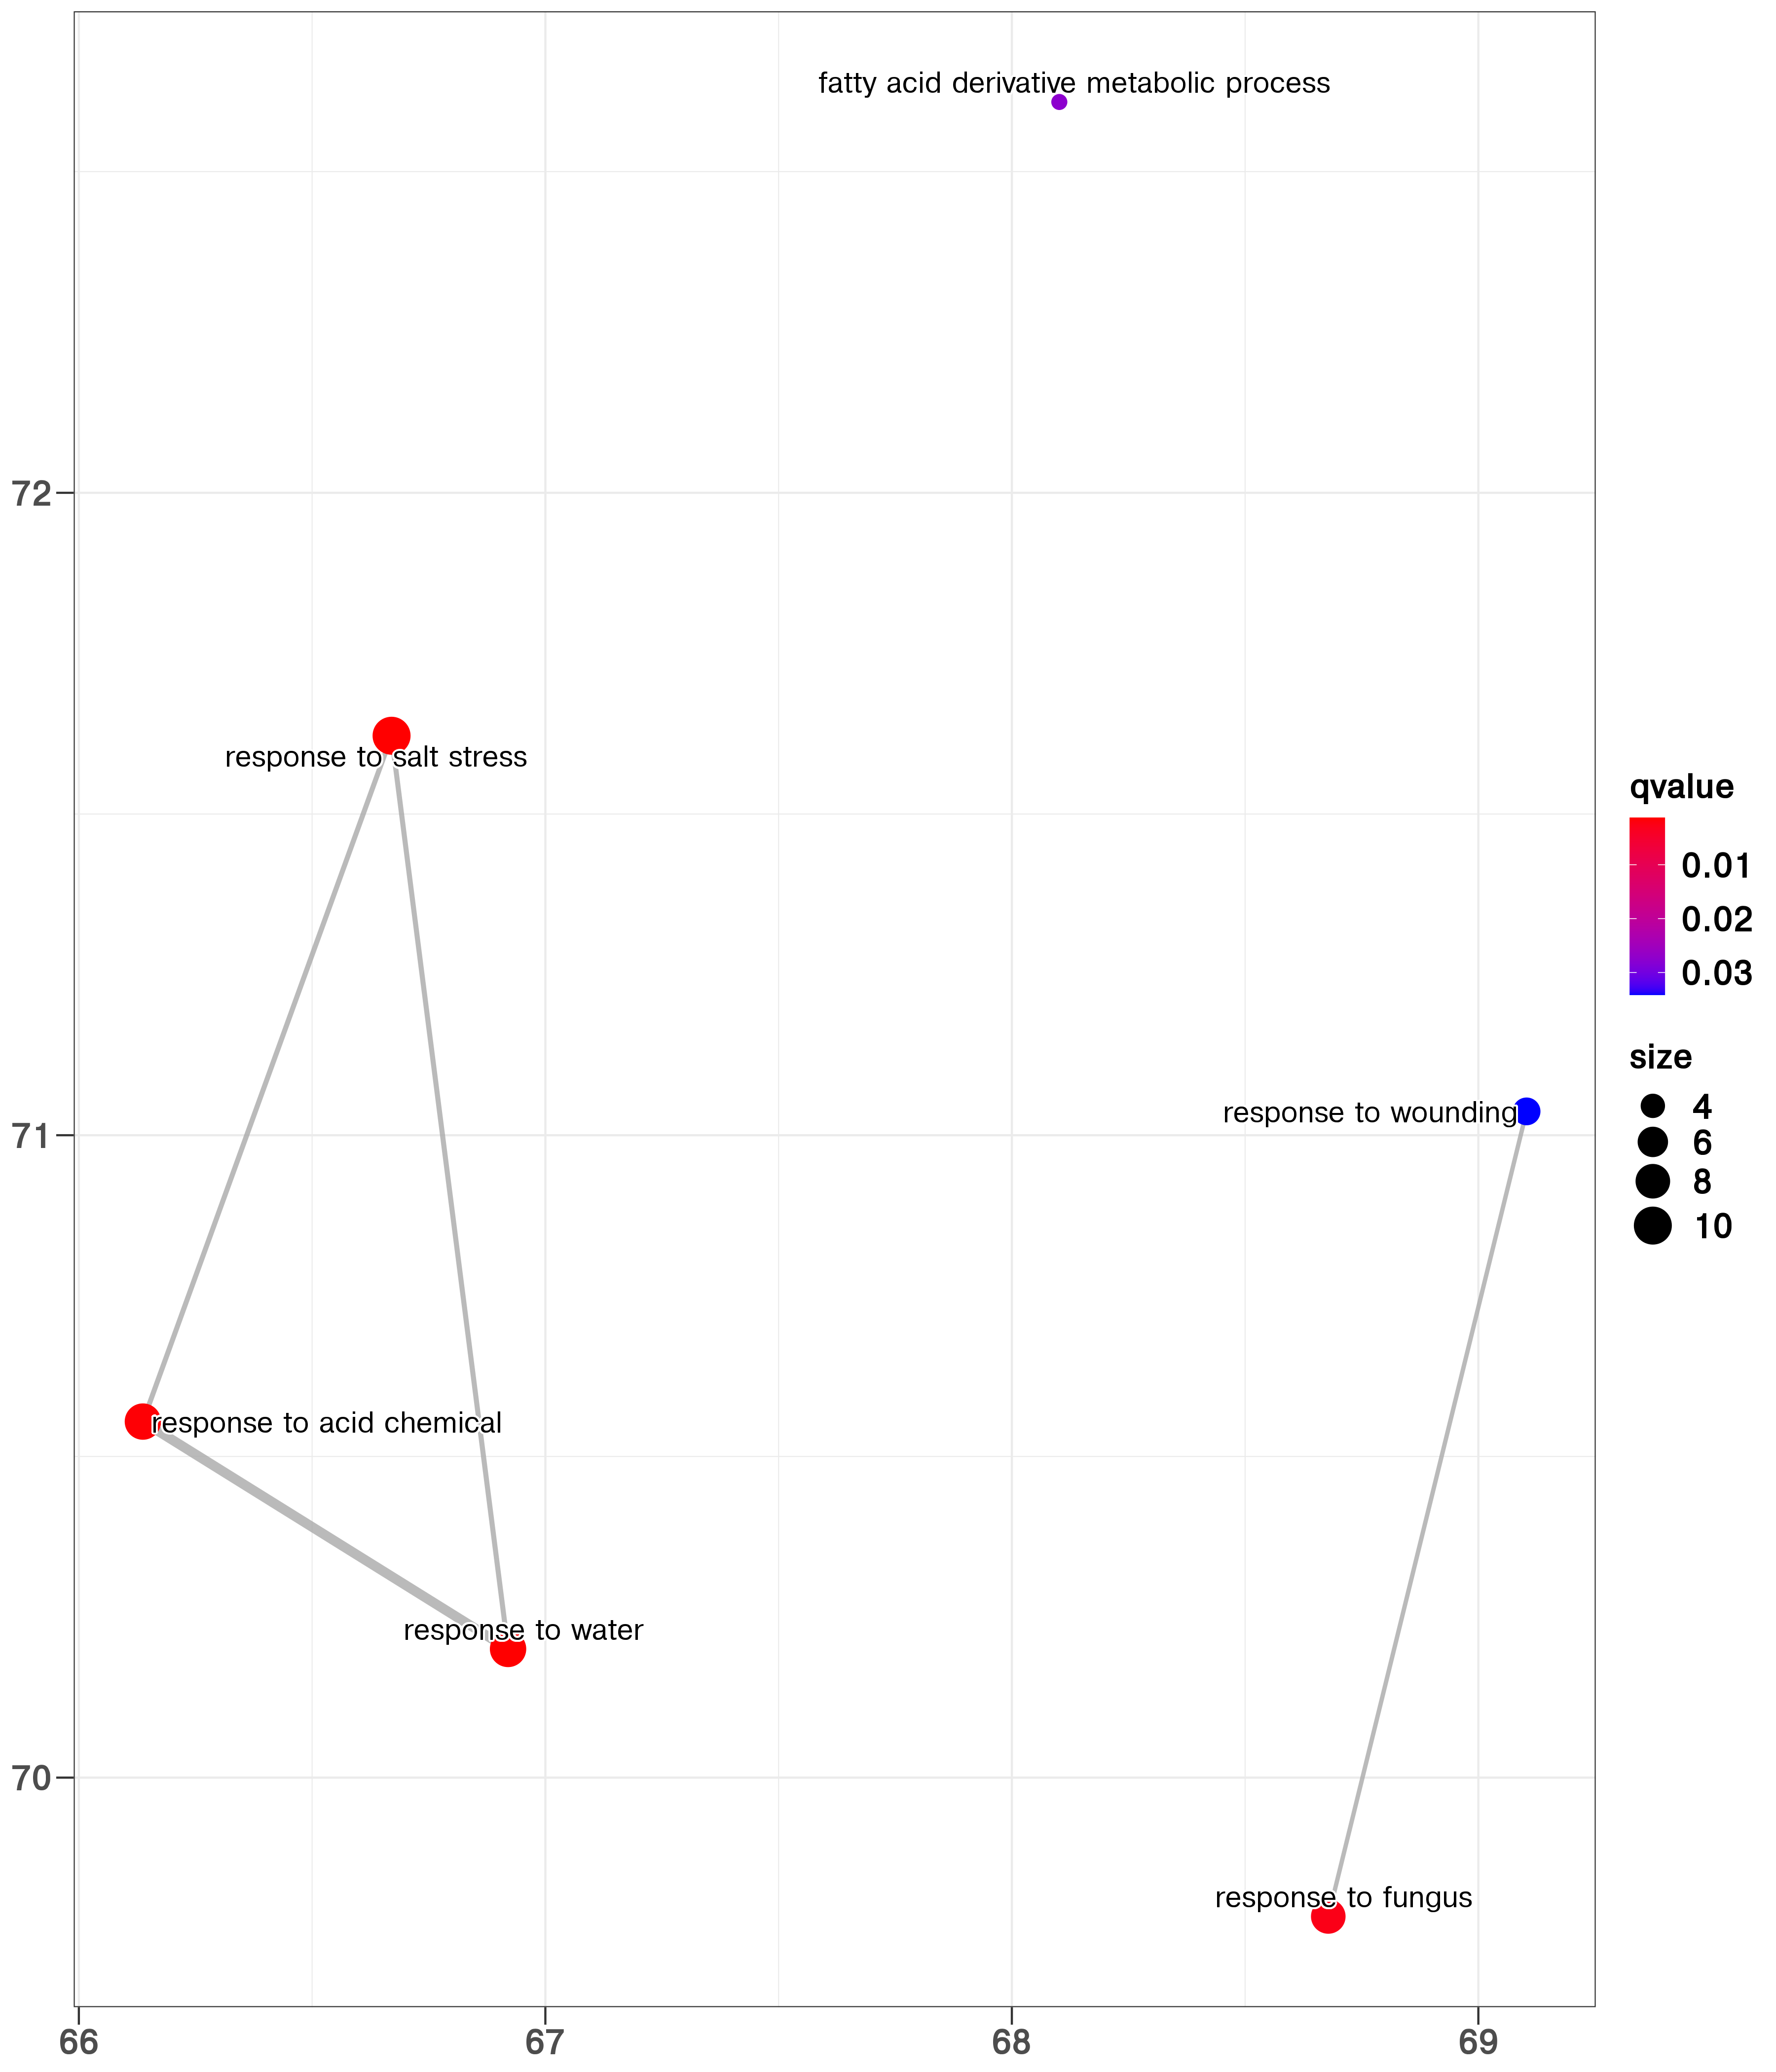 fatty acid derivative metabolic process
72
response to salt stress
qvalue
0.01
0.02
0.03
size
4
6
8
10
71
response to wounding
response to acid chemical
response to water
70
response to fungus
66
67
68
69